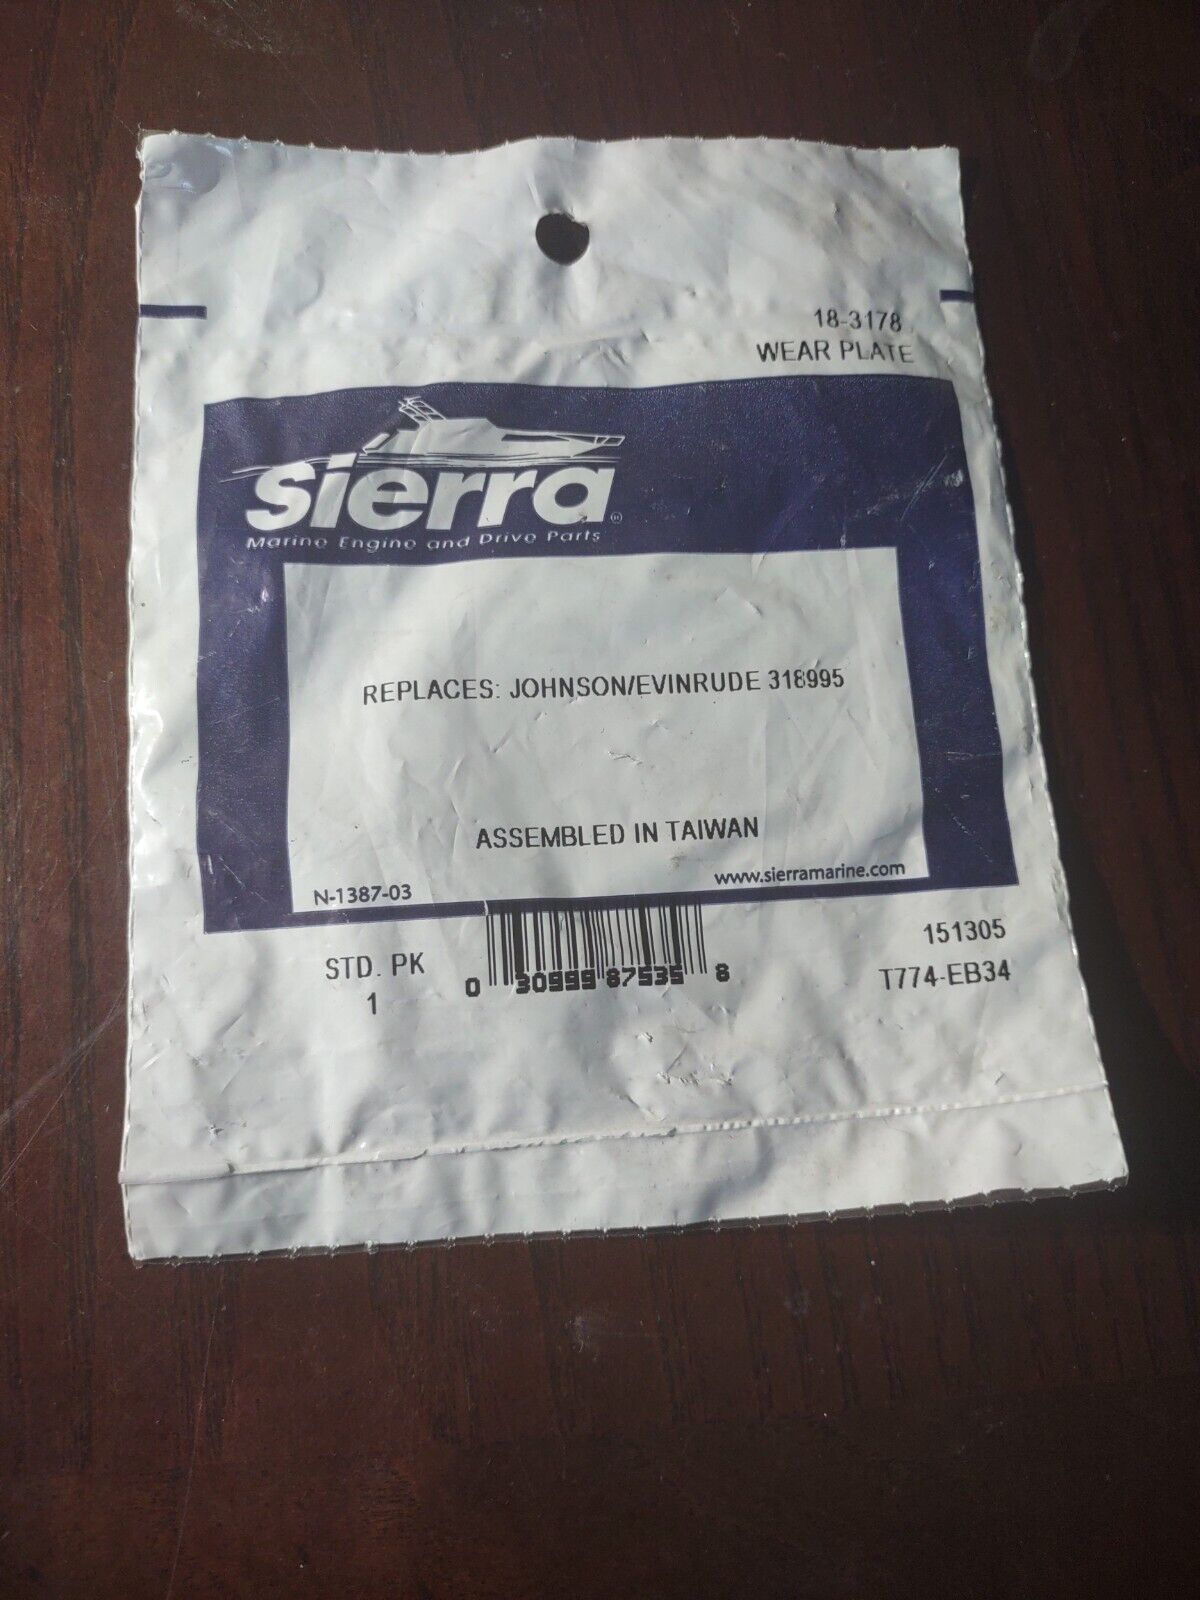 18-3178
WEAR PLATE
sierra®
Marine Engine and Drive Parts
REPLACES: JOHNSON/EVINRUDE 318995
ASSEMBLED IN TAIWAN
www.sierramarine.com
N-1387-03
STD. PK
1
0 30999 87535 8
151305
T774-EB34